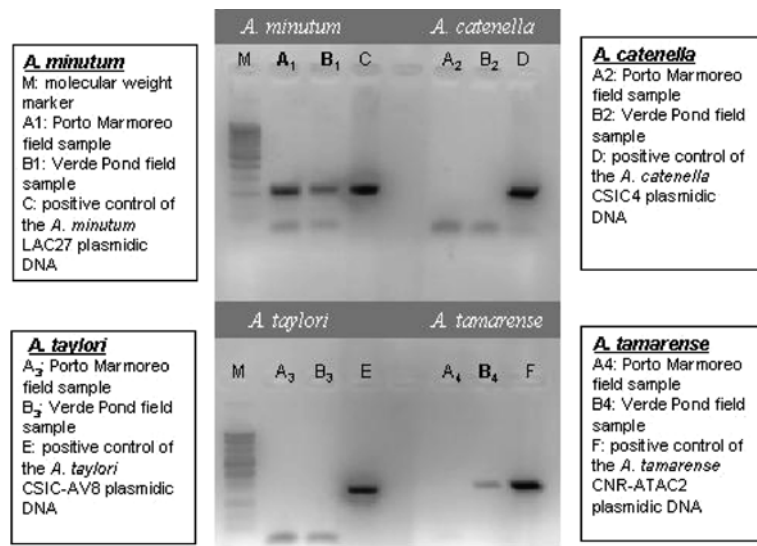 A. minutum
M: molecular weight
marker
A1: Porto Marmoreo
field sample
B1: Verde Pond field
sample
C: positive control of
the A. minutum
LAC27 plasmidic
DNA
A. minutum A. catenella
M A1 B1 C A2 B2 D
A. catenella
A2: Porto Marmoreo
field sample
B2: Verde Pond field
sample
D: positive control of
the A. catenella
CSIC4 plasmidic
DNA
A. taylori
A3: Porto Marmoreo
field sample
B3: Verde Pond field
sample
E: positive control of
the A. taylori
CSIC-AV8 plasmidic
DNA
A. taylori A. tamarense
M A3 B3 E A4 B4 F
A. tamarense
A4: Porto Marmoreo
field sample
B4: Verde Pond field
sample
F: positive control of
the A. tamarense
CNR-ATAC2
plasmidic DNA